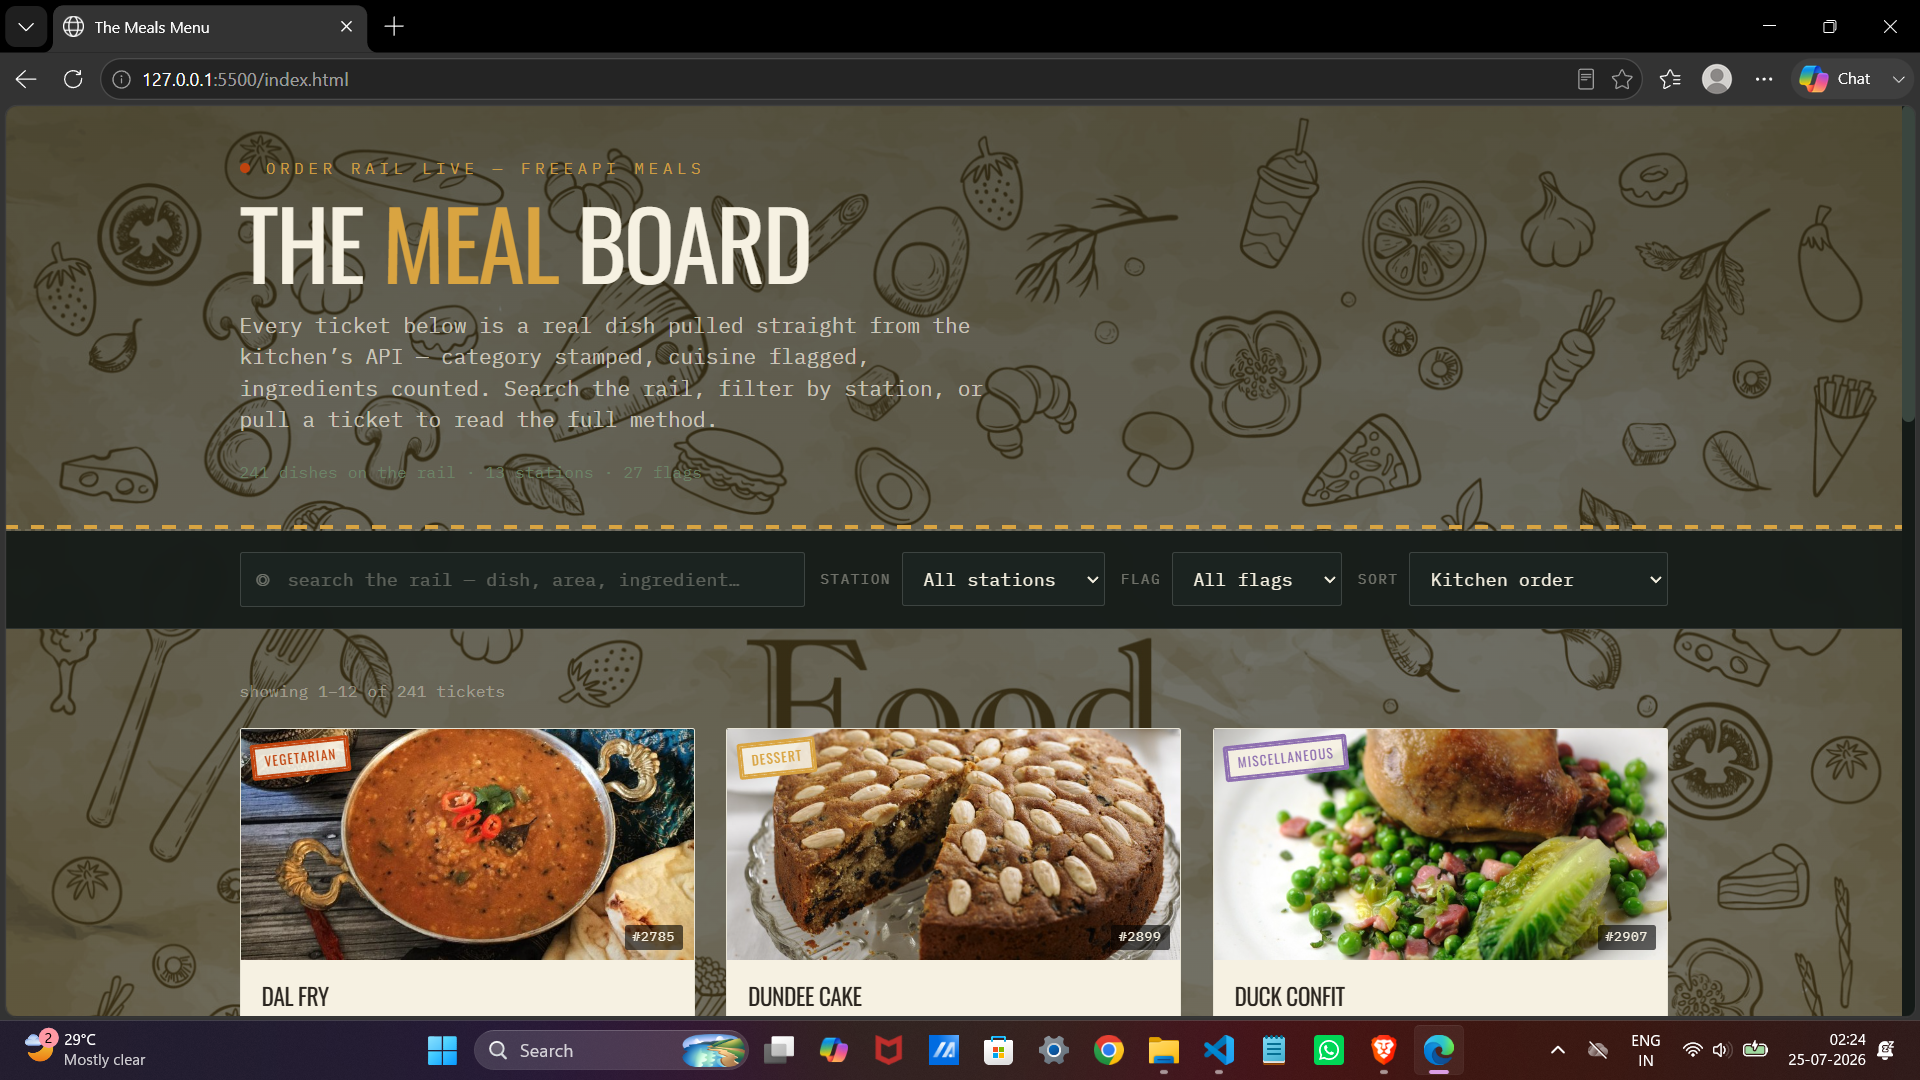 The Meals Menu
127.0.0.1:5500/index.html
Chat
ORDER RAIL LIVE — FREEAPI MEALS
THE MEAL BOARD
Every ticket below is a real dish pulled straight from the
kitchen’s API — category stamped, cuisine flagged,
ingredients counted. Search the rail, filter by station, or
pull a ticket to read the full method.
241 dishes on the rail · 13 stations · 27 flags
search the rail — dish, area, ingredient…
STATION
All stations
FLAG
All flags
SORT
Kitchen order
Food
showing 1–12 of 241 tickets
VEGETARIAN
DESSERT
MISCELLANEOUS
#2785
#2899
#2907
DAL FRY
DUNDEE CAKE
DUCK CONFIT
2
29°C
Mostly clear
Search
ENG
IN
02:24
25-07-2026